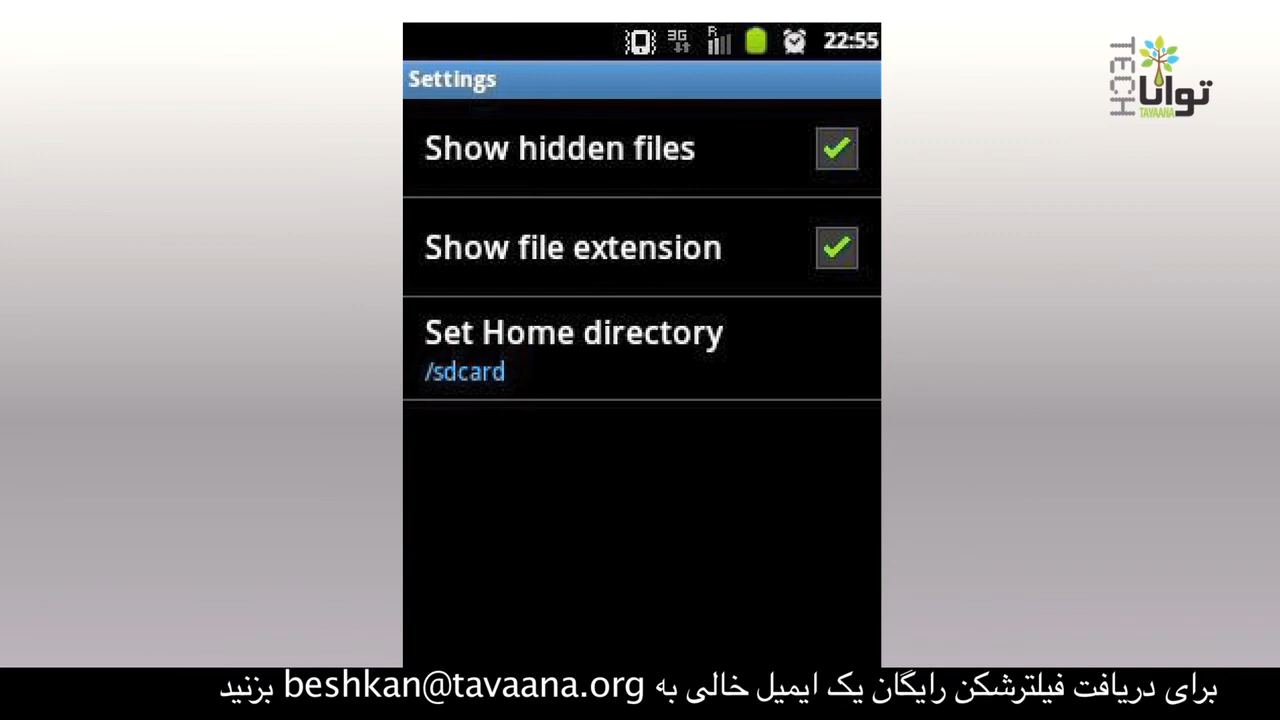 22:55
3G
R
TECH
توانا
TAVAANA
Settings
Show hidden files
Show file extension
Set Home directory
/sdcard
برای دریافت فیلترشکن رایگان یک ایمیل خالی به beshkan@tavaana.org بزنید